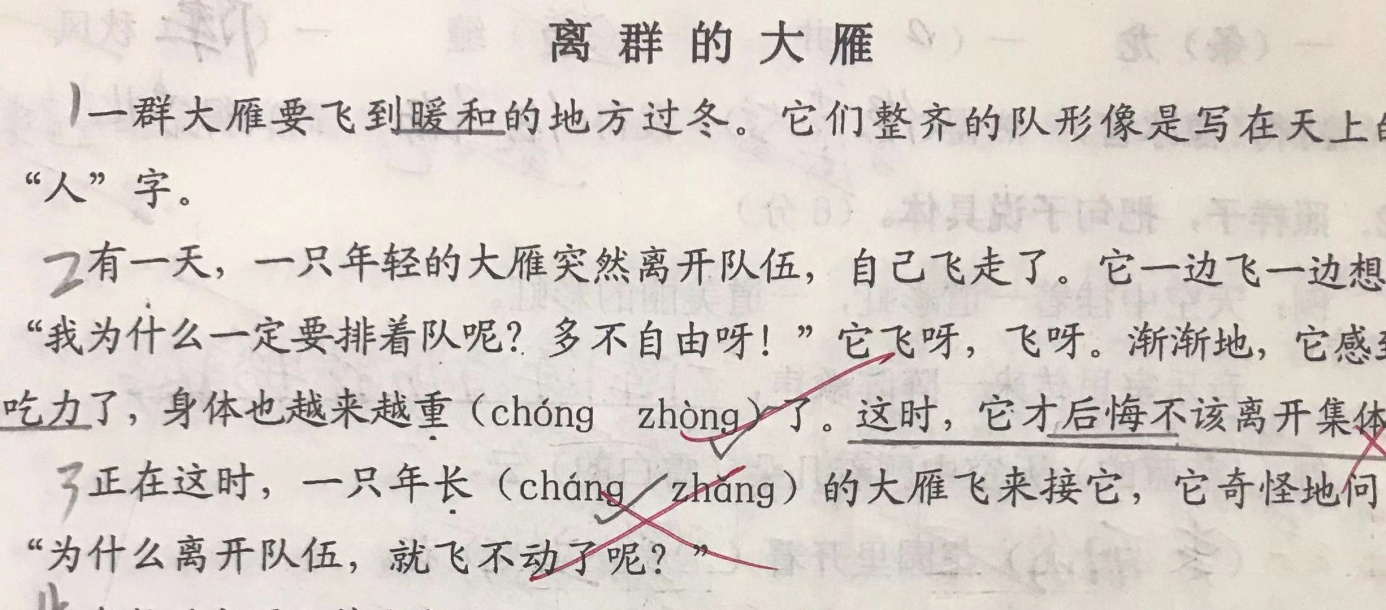 离群的大雁
1一群大雁要飞到暖和的地方过冬。它们整齐的队形像是写在天上的
“人”字。
2有一天，一只年轻的大雁突然离开队伍，自己飞走了。它一边飞一边想
“我为什么一定要排着队呢？多不自由呀！”它飞呀，飞呀。渐渐地，它感到
吃力了，身体也越来越重（chóng zhòng）了。这时，它才后悔不该离开集体
3正在这时，一只年长（cháng zhǎng）的大雁飞来接它，它奇怪地问
“为什么离开队伍，就飞不动了呢？”